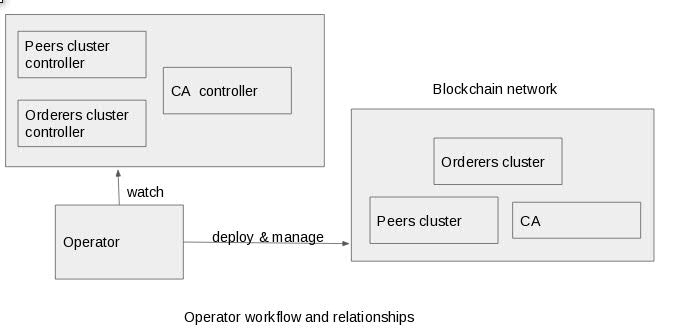 Peers cluster
controller
CA controller
Orderers cluster
controller
Blockchain network
Orderers cluster
Peers cluster
CA
watch
Operator
deploy & manage
Operator workflow and relationships